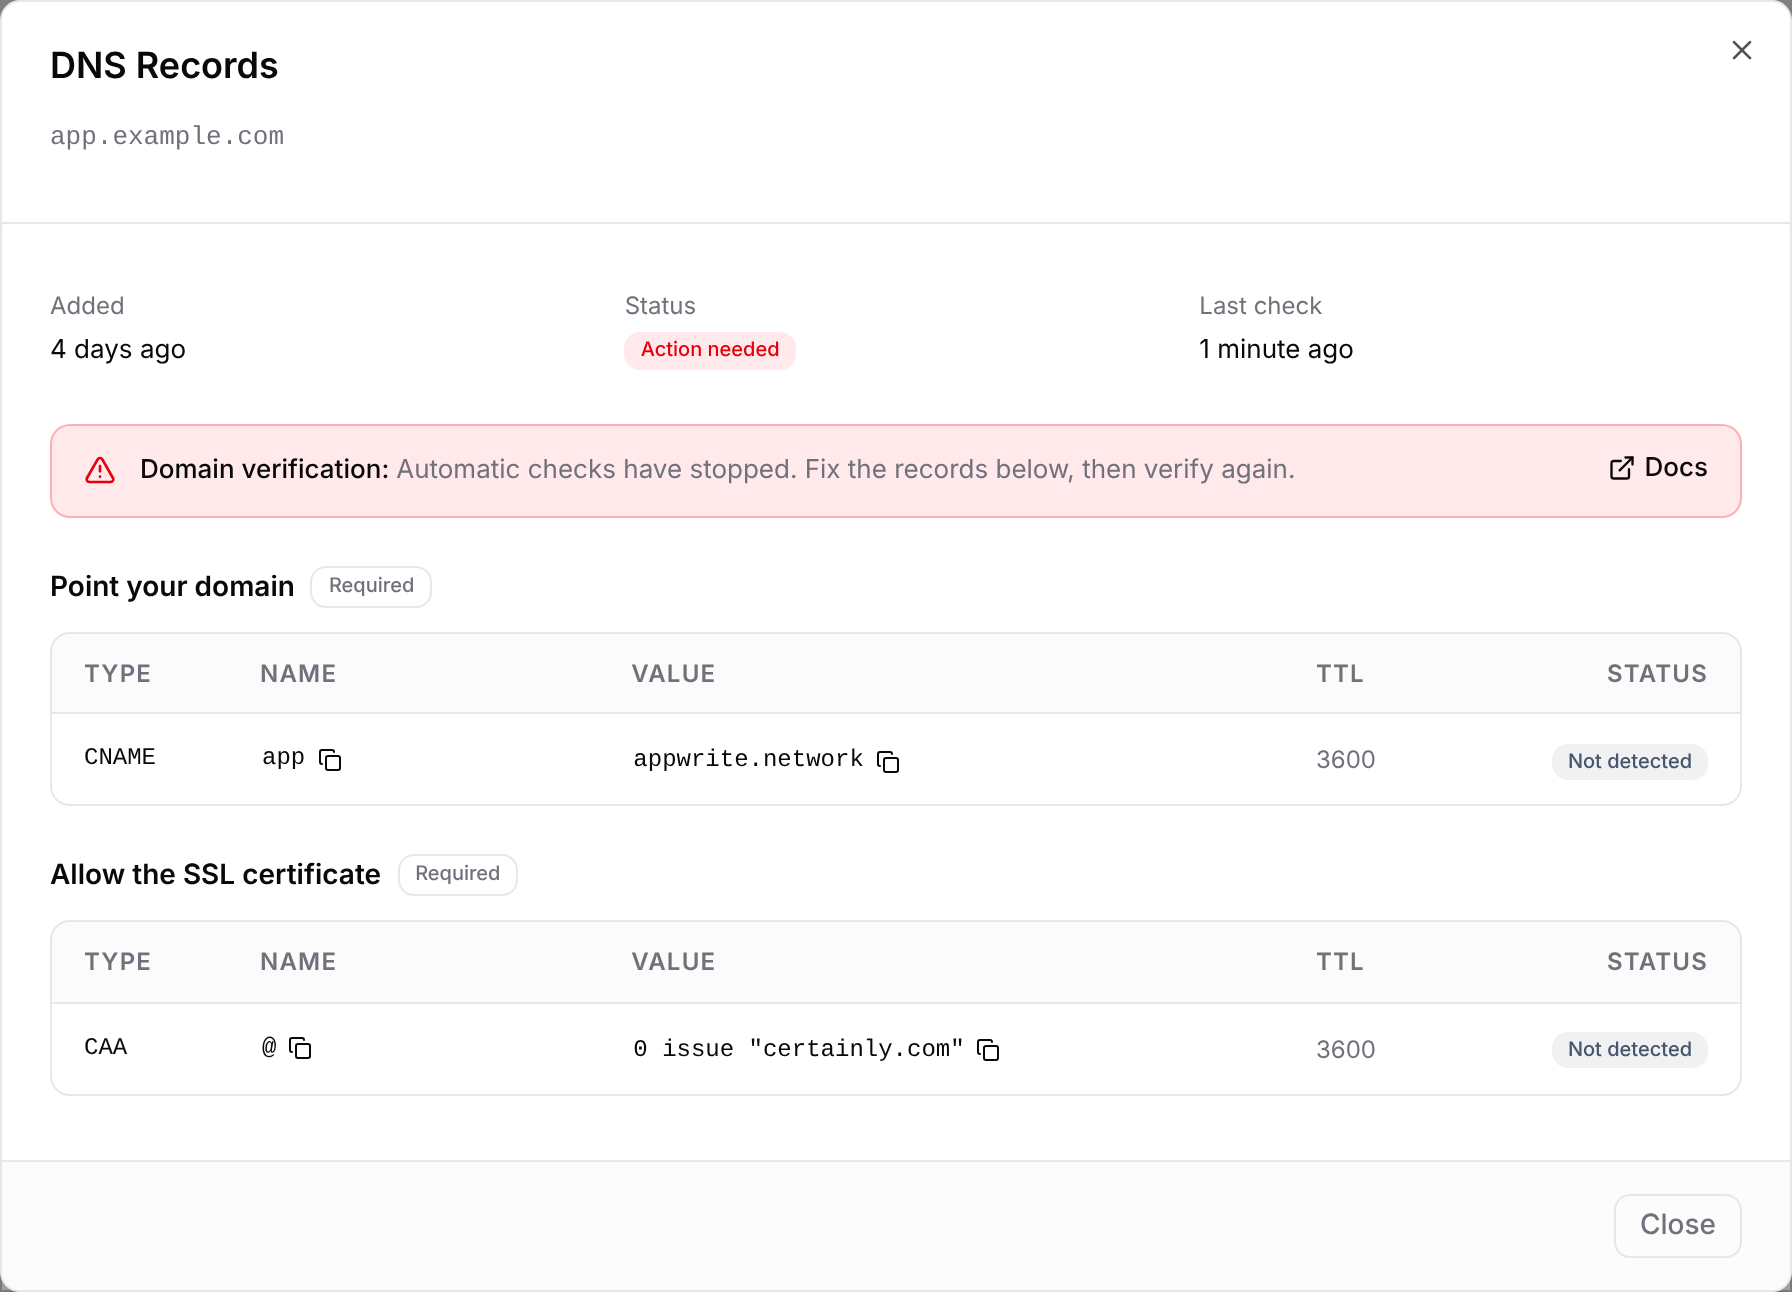 DNS Records
app.example.com
Added Status Last check
4 days ago Action needed 1 minute ago
Domain verification: Automatic checks have stopped. Fix the records below, then verify again. Docs
Point your domain Required
TYPE NAME VALUE TTL STATUS
CNAME app appwrite.network 3600 Not detected
Allow the SSL certificate Required
TYPE NAME VALUE TTL STATUS
CAA @ 0 issue "certainly.com" 3600 Not detected
Close